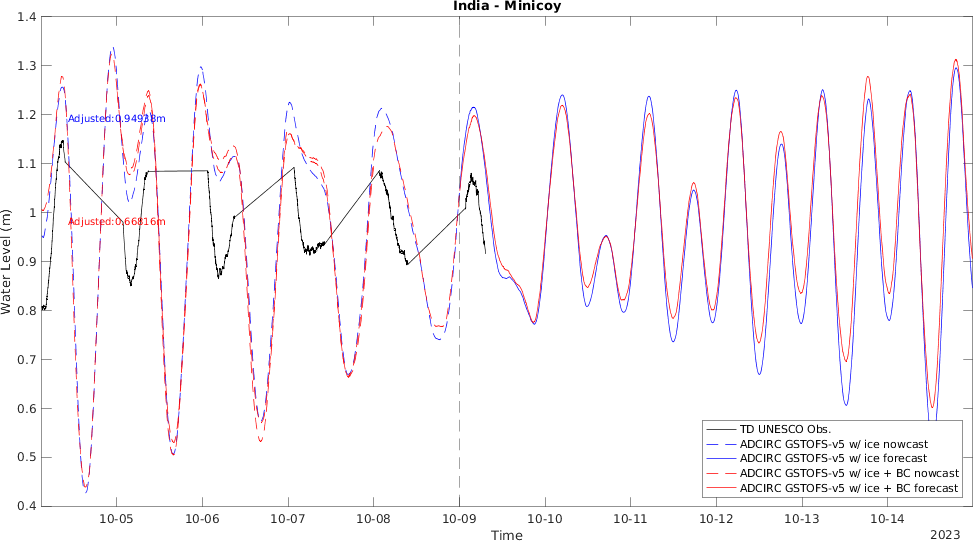 India - Minicoy
Water Level (m)
1.4
1.3
1.2
1.1
1
0.9
0.8
0.7
0.6
0.5
0.4
Adjusted:0.94938m
Adjusted:0.66816m
TD UNESCO Obs.
ADCIRC GSTOFS-v5 w/ ice nowcast
ADCIRC GSTOFS-v5 w/ ice forecast
ADCIRC GSTOFS-v5 w/ ice + BC nowcast
ADCIRC GSTOFS-v5 w/ ice + BC forecast
10-05 10-06 10-07 10-08 10-09 10-10 10-11 10-12 10-13 10-14
Time
2023